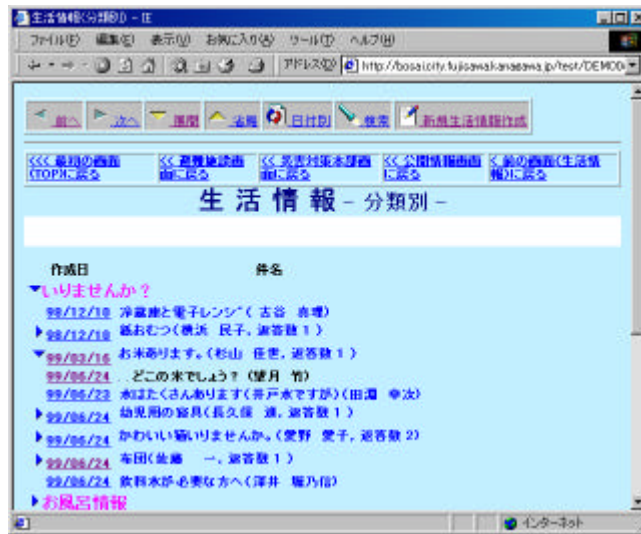 生活情報(分類別) - IE
ファイル(F) 編集(E) 表示(V) お気に入り(A) ツール(T) ヘルプ(H)
アドレス(D) http://bosai.city.fujisawa.kanagawa.jp/test/DEMO
前へ 次へ 展開 省略 日付別 検索 新規生活情報作成
<<< 最初の画面(TOP)に戻る
<< 避難施設画面に戻る
<< 災害対策本部画面に戻る
<< 公開情報画面に戻る
< 前の画面(生活情報)に戻る
生 活 情 報 – 分類別 –
作成日 件名
いりませんか?
98/12/18 冷蔵庫と電子レンジ(古谷 真理)
98/12/18 紙おむつ(横浜 民子, 返答数 1)
99/03/16 お米あります。(杉山 佳世, 返答数 1)
99/06/24 . . どこの米でしょう?(望月 竹)
99/06/23 水はたくさんあります(井戸水ですが)(田淵 幸次)
99/06/24 幼児用の寝具(長久保 進, 返答数 1)
99/06/24 かわいい猫いりませんか。(愛野 愛子, 返答数 2)
99/06/24 布団(佐藤 一, 返答数 1)
99/06/24 飲料水が必要な方へ(澤井 雅乃信)
お風呂情報
インターネット